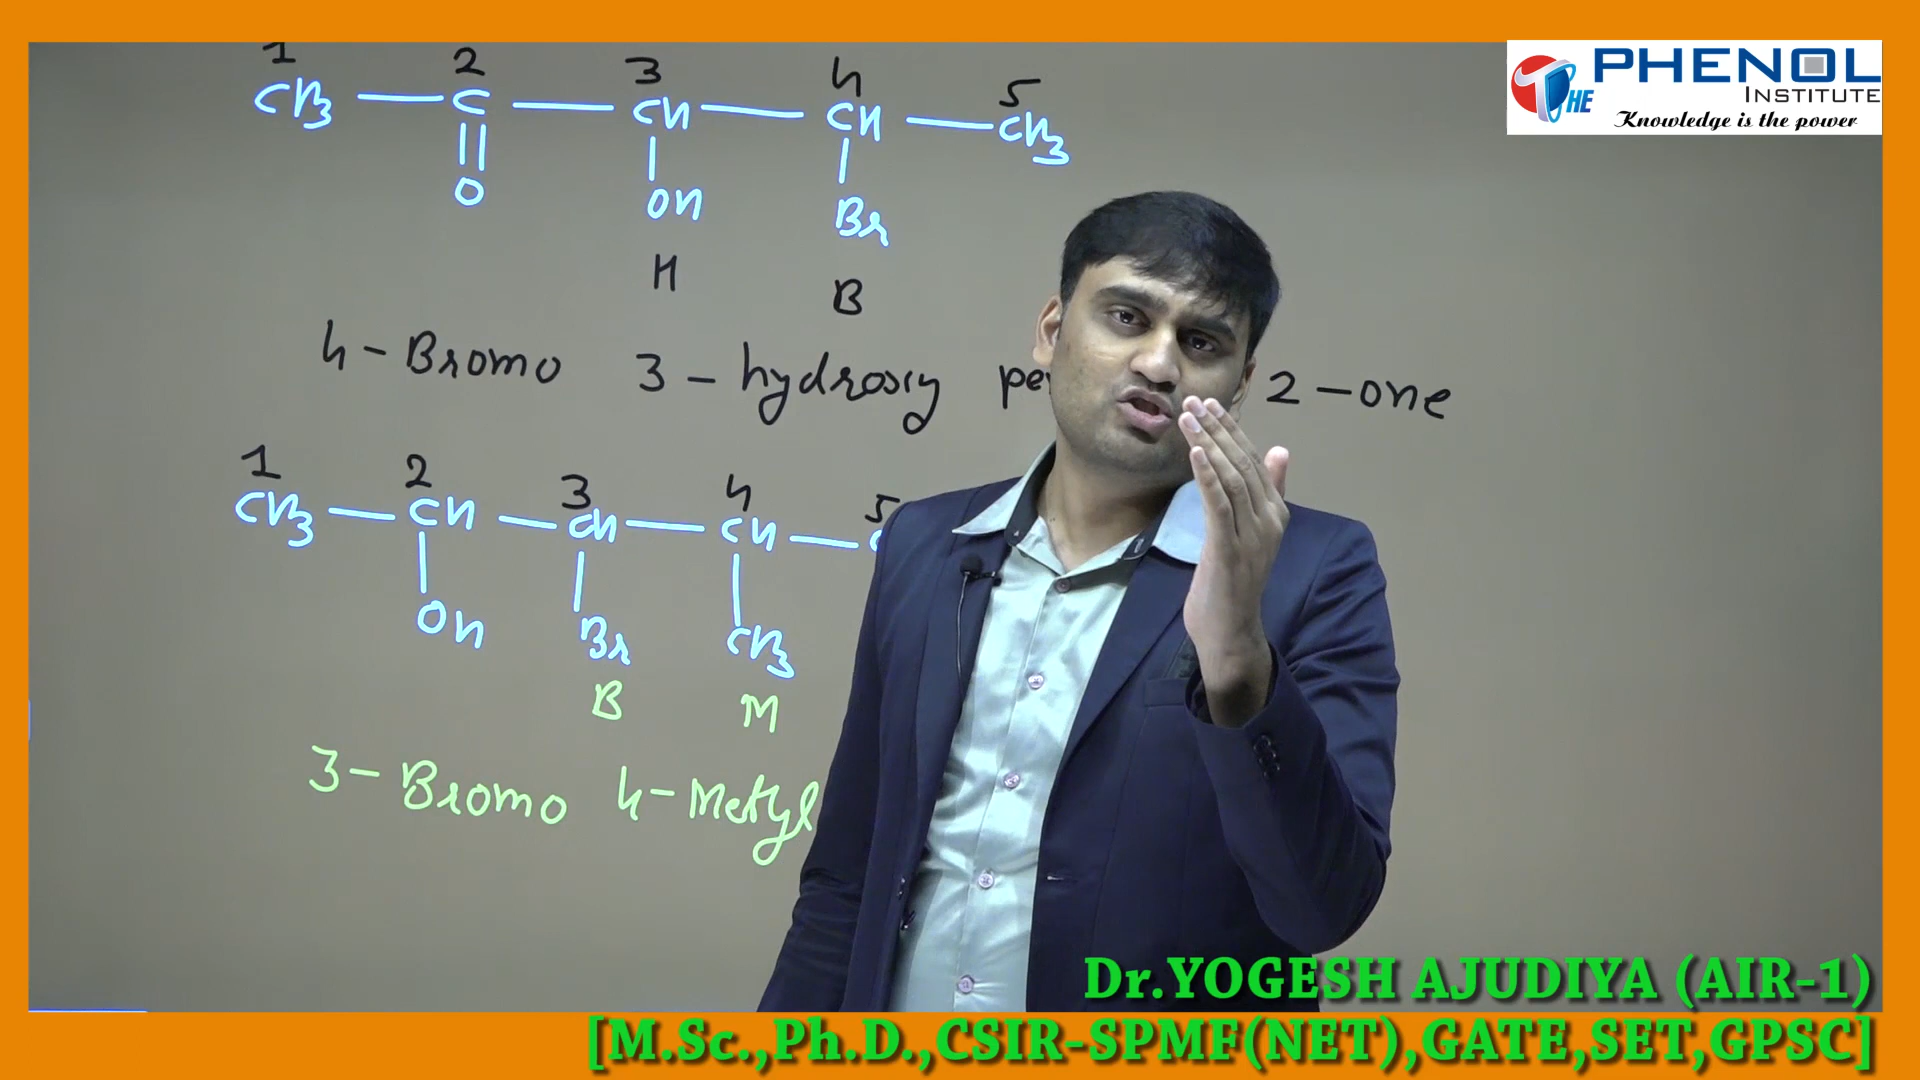 THE PHENOL
INSTITUTE
Knowledge is the power
1 2 3 4 5
CH3 — C — CH — CH — CH3
O OH Br
H B
4-Bromo 3-hydroxy 2-one
1 2 3 4 5
CH3 — CH — CH — CH —
OH Br CH3
B M
3-Bromo 4-Methyl
Dr.YOGESH AJUDIYA (AIR-1)
[M.Sc.,Ph.D.,CSIR-SPMF(NET),GATE,SET,GPSC]